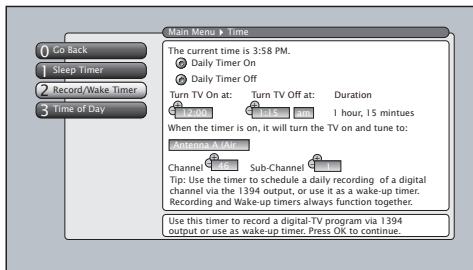 Main Menu Time
0 Go Back
1 Sleep Timer
2 Record/Wake Timer
3 Time of Day
The current time is 3:58 PM.
Daily Timer On
Daily Timer Off
Turn TV On at: Turn TV Off at: Duration
12:00 1:15 am 1 hour, 15 mintues
When the timer is on, it will turn the TV on and tune to:
Antenna A (Air
Channel 46 Sub-Channel 1
Tip: Use the timer to schedule a daily recording of a digital
channel via the 1394 output, or use it as a wake-up timer.
Recording and Wake-up timers always function together.
Use this timer to record a digital-TV program via 1394
output or use as wake-up timer. Press OK to continue.